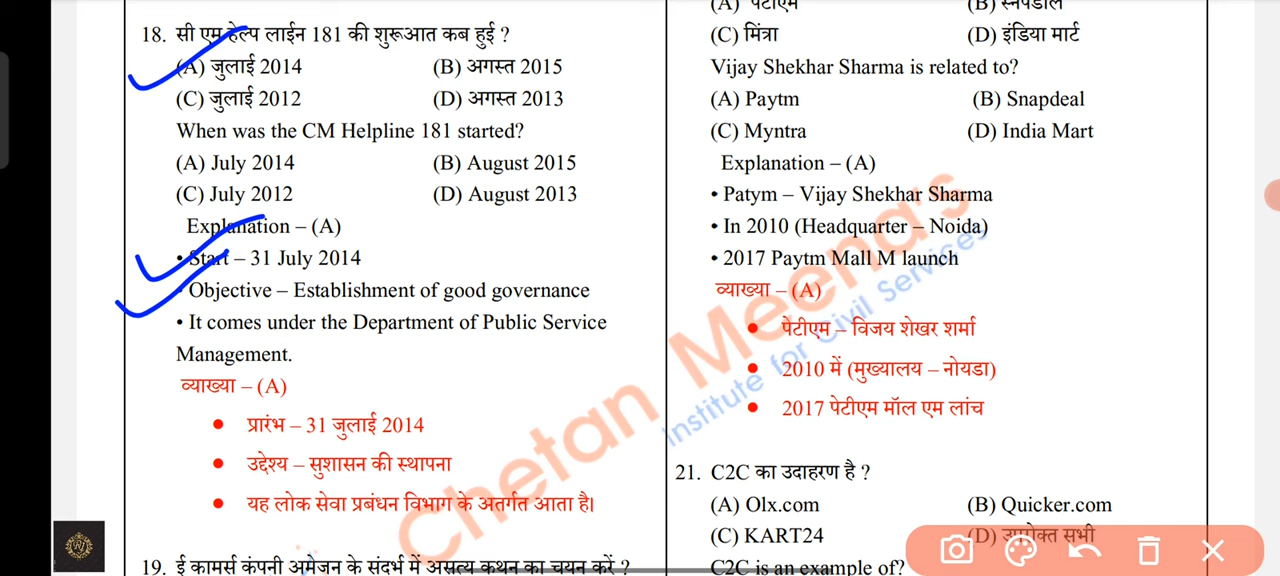 18. सी एम हेल्प लाईन 181 की शुरूआत कब हुई ?
(A) जुलाई 2014 (B) अगस्त 2015
(C) जुलाई 2012 (D) अगस्त 2013
When was the CM Helpline 181 started?
(A) July 2014 (B) August 2015
(C) July 2012 (D) August 2013
Explanation – (A)
• Start – 31 July 2014
• Objective – Establishment of good governance
• It comes under the Department of Public Service
Management.
व्याख्या – (A)
• प्रारंभ – 31 जुलाई 2014
• उद्देश्य – सुशासन की स्थापना
• यह लोक सेवा प्रबंधन विभाग के अतर्गत आता है।
19. ई कामर्स कंपनी अमेजन के संदर्भ में असत्य कथन का चयन करें ?
(A) पेटीएम (B) स्नैपडील
(C) मिंत्रा (D) इंडिया मार्ट
Vijay Shekhar Sharma is related to?
(A) Paytm (B) Snapdeal
(C) Myntra (D) India Mart
Explanation – (A)
• Patym – Vijay Shekhar Sharma
• In 2010 (Headquarter – Noida)
• 2017 Paytm Mall M launch
व्याख्या – (A)
• पेटीएम – विजय शेखर शर्मा
• 2010 में (मुख्यालय – नोयडा)
• 2017 पेटीएम मॉल एम लांच
21. C2C का उदाहरण है ?
(A) Olx.com (B) Quicker.com
(C) KART24 (D) उपरोक्त सभी
C2C is an example of?
Chetan Meena's
Institute for Civil Services